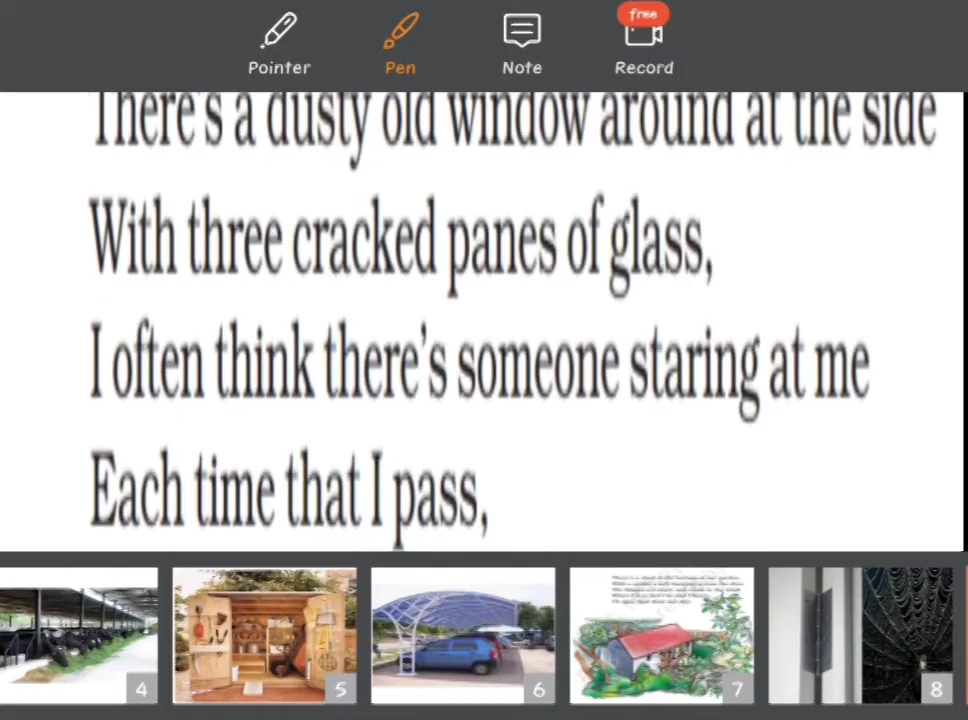 free
Pointer Pen Note Record
There's a dusty old window around at the side
With three cracked panes of glass,
I often think there's someone staring at me
Each time that I pass,
4 5 6 7 8